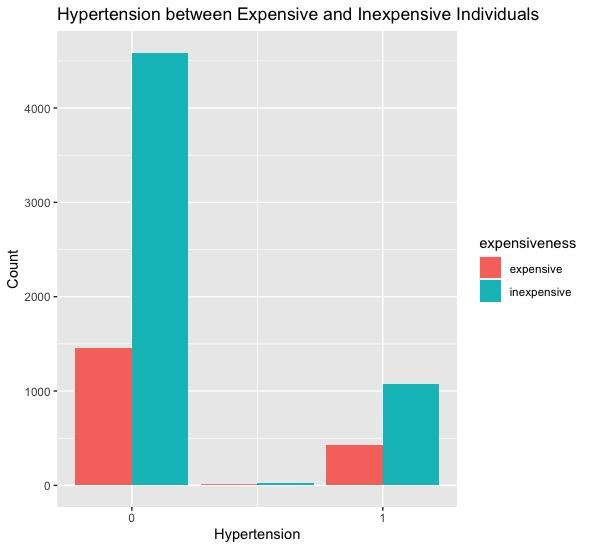 Hypertension between Expensive and Inexpensive Individuals
4000
3000
2000
1000
0
Count
0
1
Hypertension
expensiveness
expensive
inexpensive